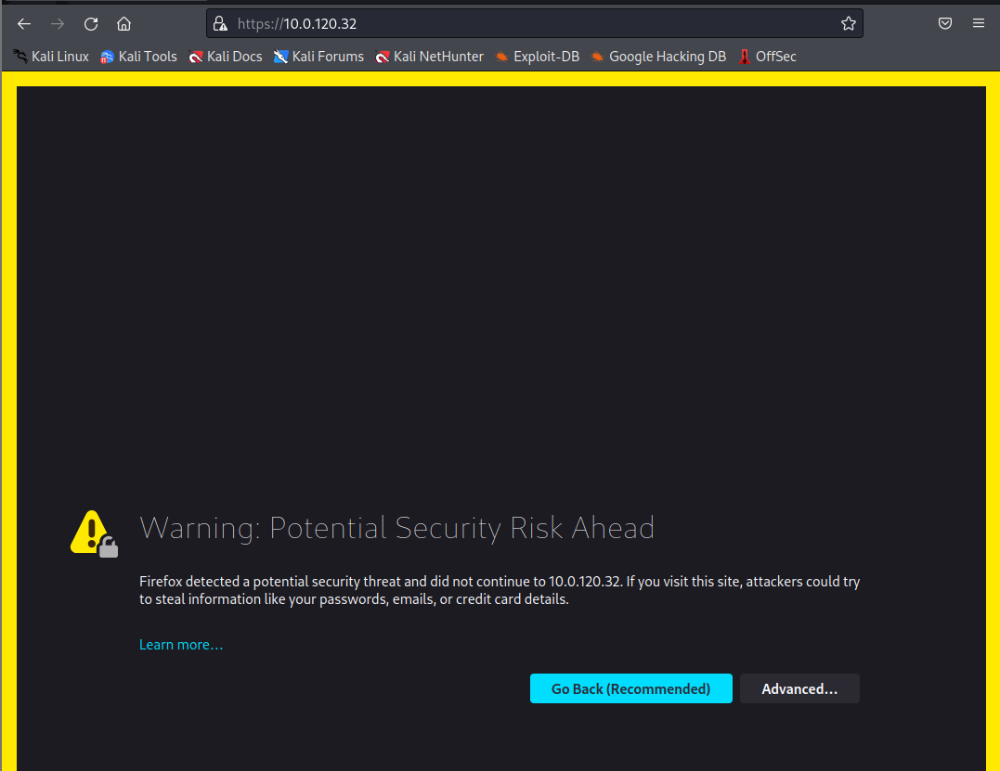 https://10.0.120.32
Kali Linux Kali Tools Kali Docs Kali Forums Kali NetHunter Exploit-DB Google Hacking DB OffSec
Warning: Potential Security Risk Ahead
Firefox detected a potential security threat and did not continue to 10.0.120.32. If you visit this site, attackers could try
to steal information like your passwords, emails, or credit card details.
Learn more…
Go Back (Recommended) Advanced…